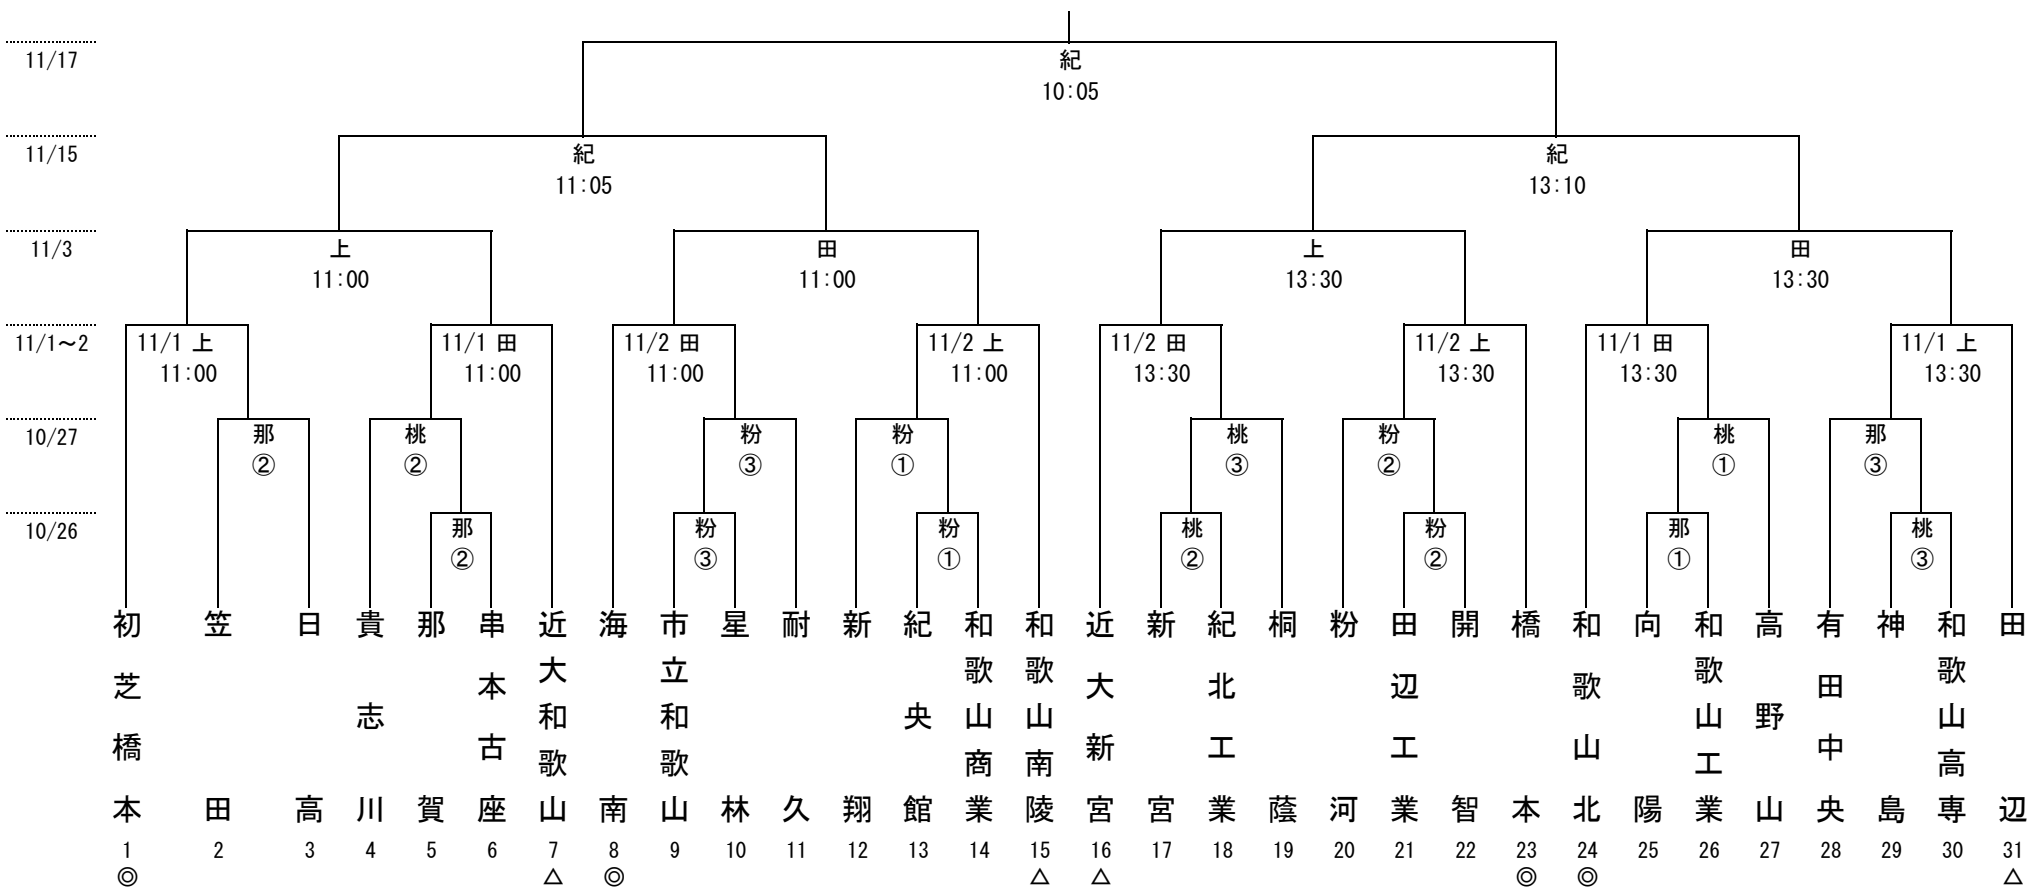 11/17
紀
10:05
11/15
紀
11:05
紀
13:10
11/3
上
11:00
田
11:00
上
13:30
田
13:30
11/1～2
11/1 上
11:00
11/1 田
11:00
11/2 田
11:00
11/2 上
11:00
11/2 田
13:30
11/2 上
13:30
11/1 田
13:30
11/1 上
13:30
10/27
那
②
桃
②
粉
③
粉
①
桃
③
粉
②
桃
①
那
③
10/26
那
②
粉
③
粉
①
桃
②
粉
②
那
①
桃
③
初芝橋本
1
◎
笠田
2
日高
3
貴志川
4
那賀
5
串本古座
6
近大和歌山
7
△
海南
8
◎
市立和歌山
9
星林
10
耐久
11
新翔
12
紀央館
13
和歌山商業
14
和歌山南陵
15
△
近大新宮
16
△
新宮
17
紀北工業
18
桐蔭
19
粉河
20
田辺工業
21
開智
22
橋本
23
◎
和歌山北
24
◎
向陽
25
和歌山工業
26
高野山
27
有田中央
28
神島
29
和歌山高専
30
田辺
31
△